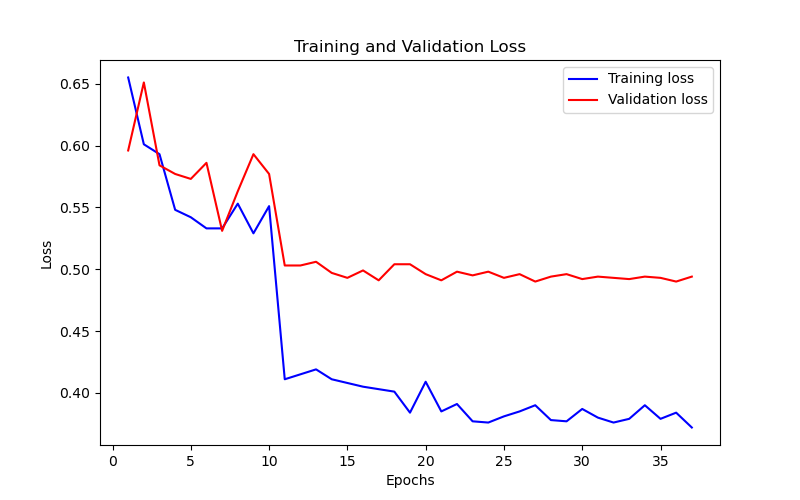 Training and Validation Loss
Training loss
Validation loss
0.65
0.60
0.55
0.50
0.45
0.40
Loss
0
5
10
15
20
25
30
35
Epochs